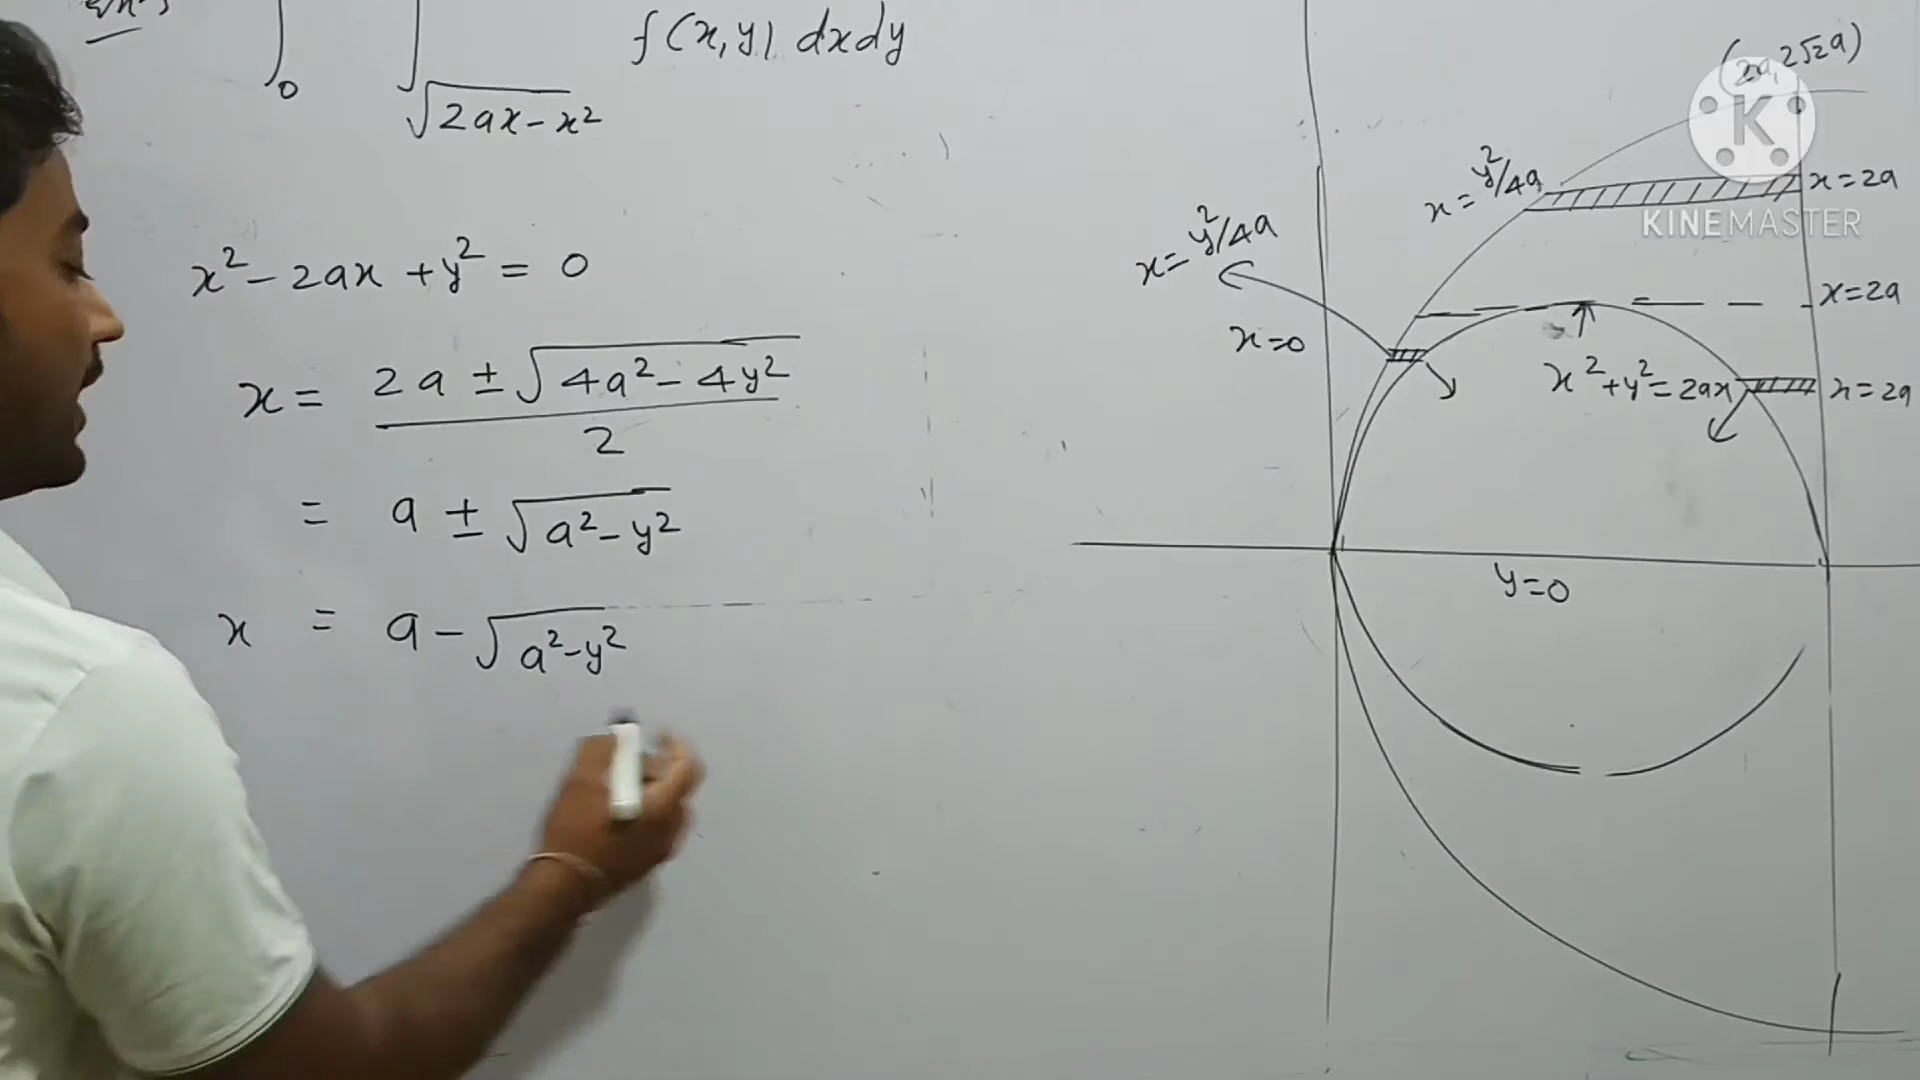 0
√2ax-x²
f(x,y) dxdy
x² - 2ax + y² = 0
x = 2a ± √4a² - 4y²
2
= a ± √a² - y²
x = a - √a² - y²
(2a, 2√2a)
K
KINEMASTER
x = y²/4a
x = 2a
x = y²/4a
x = 2a
x = 0
x² + y² = 2ax
x = 2a
y = 0